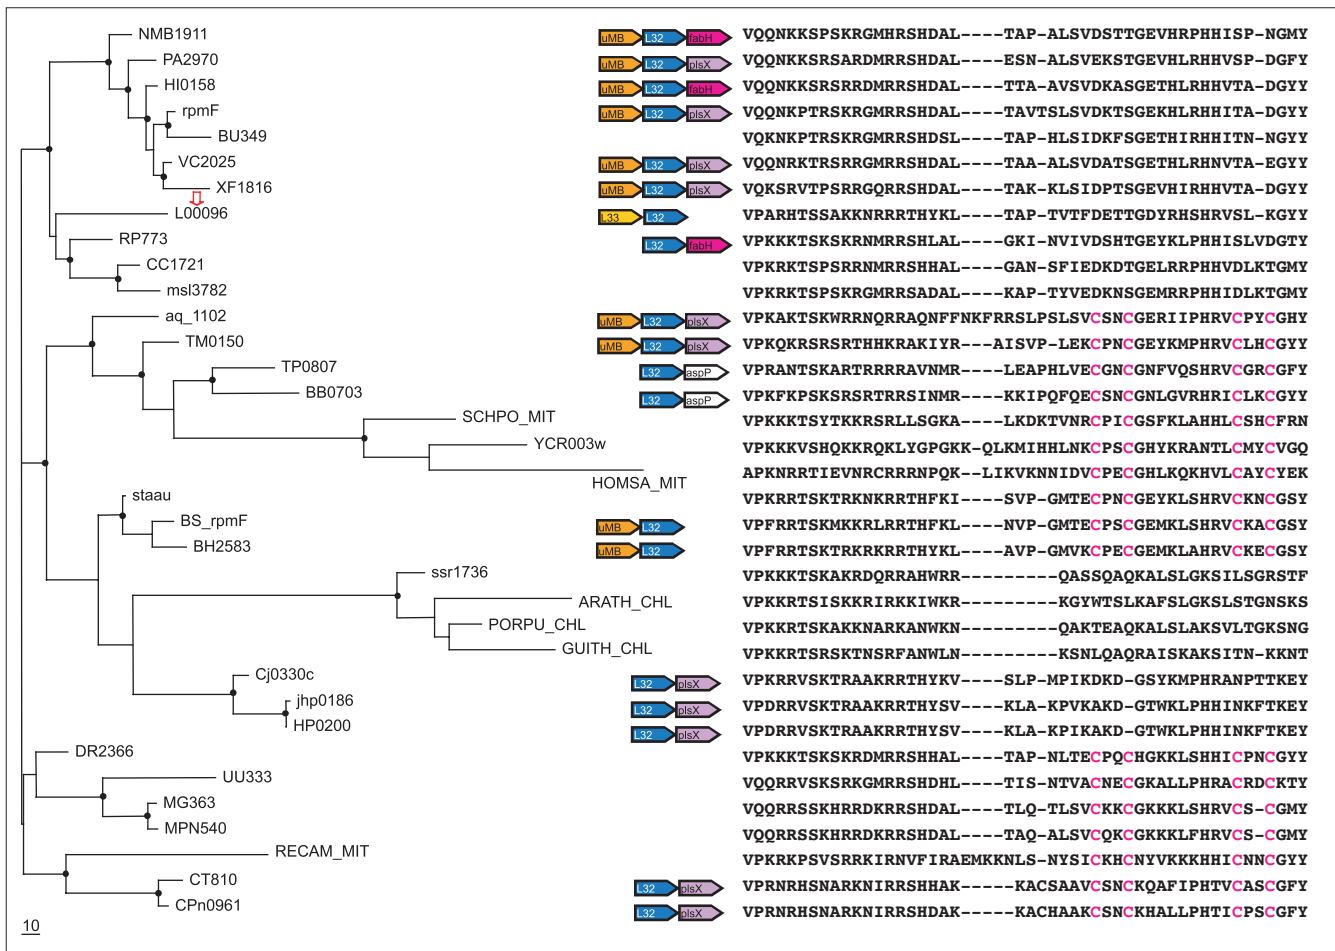 NMB1911 uMB L32 fabH VQQNKKSPSKRGMHRSHDAL----TAP-ALSVDSTTGEVHRPHHISP-NGMY
PA2970 uMB L32 plsX VQQNKKSRSARDMRRSHDAL----ESN-ALSVEKSTGEVHLRHHVSP-DGFY
HI0158 uMB L32 fabH VQQNKKSRSRRDMRRSHDAL----TTA-AVSVDKASGETHLRHHVTA-DGYY
rpmF uMB L32 plsX VQQNKPTRSKRGMRRSHDAL----TAVTSLSVDKTSGEKHLRHHITA-DGYY
BU349 VQKNKPTRSKRGMRRSHDSL----TAP-HLSIDKFSGETHIRHHITN-NGYY
VC2025 uMB L32 plsX VQQNRKTRSRRGMRRSHDAL----TAA-ALSVDATSGETHLRHNVTA-EGYY
XF1816 uMB L32 plsX VQKSRVTPSRRGQRRSHDAL----TAK-KLSIDPTSGEVHIRHHVTA-DGYY
L00096 L33 L32 VPARHTSSAKKNRRRTHYKL----TAP-TVTFDETTGDYRHSHRVSL-KGYY
RP773 L32 fabH VPKKKTSKSKRNMRRSHLAL----GKI-NVIVDSHTGEYKLPHHISLVDGTY
CC1721 VPKRKTSPSRRNMRRSHHAL----GAN-SFIEDKDTGELRRPHHVDLKTGMY
msl3782 VPKRKTSPSKRGMRRSADAL----KAP-TYVEDKNSGEMRRPHHIDLKTGMY
aq_1102 uMB L32 plsX VPKAKTSKWRRNQRRAQNFFNKFRRSLPSLSVCSNCGERIIPHRVCPYCGHY
TM0150 uMB L32 plsX VPKQKRSRSRTHHKRAKIYR---AISVP-LEKCPNCGEYKMPHRVCLHCGYY
TP0807 L32 aspP VPRANTSKARTRRRRAVNMR----LEAPHLVECGNCGNFVQSHRVCGRCGFY
BB0703 L32 aspP VPKFKPSKSRSRTRRSINMR----KKIPQFQECSNCGNLGVRHRICLKCGYY
SCHPO_MIT VPKKKTSYTKKRSRLLSGKA----LKDKTVNRCPICGSFKLAHHLCSHCFRN
YCR003w VPKKKVSHQKKRQKLYGPGKK-QLKMIHHLNKCPSCGHYKRANTLCMYCVGQ
HOMSA_MIT APKNRRTIEVNRCRRRNPQK--LIKVKNNIDVCPECGHLKQKHVLCAYCYEK
staau VPKRRTSKTRKNKRRTHFKI----SVP-GMTECPNCGEYKLSHRVCKNCGSY
BS_rpmF uMB L32 VPFRRTSKMKKRLRRTHFKL----NVP-GMTECPSCGEMKLSHRVCKACGSY
BH2583 uMB L32 VPFRRTSKTRKRKRRTHYKL----AVP-GMVKCPECGEMKLAHRVCKECGSY
ssr1736 VPKKKTSKAKRDQRRAHWRR---------QASSQAQKALSLGKSILSGRSTF
ARATH_CHL VPKKRTSISKKRIRKKIWKR---------KGYWTSLKAFSLGKSLSTGNSKS
PORPU_CHL VPKKRTSKAKKNARKANWKN---------QAKTEAQKALSLAKSVLTGKSNG
GUITH_CHL VPKKRTSRSKTNSRFANWLN---------KSNLQAQRAISKAKSITN-KKNT
Cj0330c L32 plsX VPKRRVSKTRAAKRRTHYKV----SLP-MPIKDKD-GSYKMPHRANPTTKEY
jhp0186 L32 plsX VPDRRVSKTRAAKRRTHYSV----KLA-KPVKAKD-GTWKLPHHINKFTKEY
HP0200 L32 plsX VPDRRVSKTRAAKRRTHYSV----KLA-KPIKAKD-GTWKLPHHINKFTKEY
DR2366 VPKKKTSKSKRDMRRSHHAL----TAP-NLTECPQCHGKKLSHHICPNCGYY
UU333 VQQRRVSKSRKGMRRSHDHL----TIS-NTVACNECGKALLPHRACRDCKTY
MG363 VQQRRSSKHRRDKRRSHDAL----TLQ-TLSVCKKCGKKKLSHRVCS-CGMY
MPN540 VQQRRSSKHRRDKRRSHDAL----TAQ-ALSVCQKCGKKKLFHRVCS-CGMY
RECAM_MIT VPKRKPSVSRRKIRNVFIRAEMKKNLS-NYSICKHCNYVKKKHHICNNCGYY
CT810 L32 plsX VPRNRHSNARKNIRRSHHAK-----KACSAAVCSNCKQAFIPHTVCASCGFY
CPn0961 L32 plsX VPRNRHSNARKNIRRSHDAK-----KACHAAKCSNCKHALLPHTICPSCGFY
10